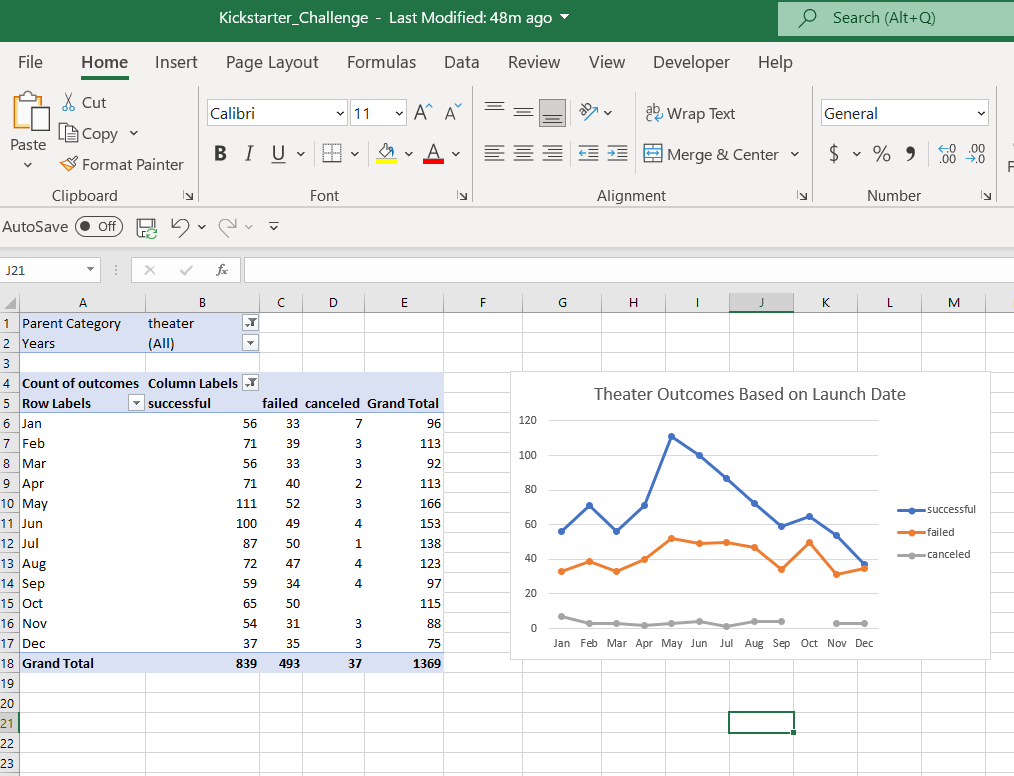 Kickstarter_Challenge - Last Modified: 48m ago
Search (Alt+Q)
File Home Insert Page Layout Formulas Data Review View Developer Help
Paste
Cut
Copy
Format Painter
Clipboard
Calibri 11 A^ A˅
B I U A
Font
ab Wrap Text
Merge & Center
Alignment
General
$ % , .00 .00
Number
F
AutoSave Off
J21 fx
A B C D E F G H I J K L M
1 Parent Category theater
2 Years (All)
3
4 Count of outcomes Column Labels
5 Row Labels successful failed canceled Grand Total
6 Jan 56 33 7 96
7 Feb 71 39 3 113
8 Mar 56 33 3 92
9 Apr 71 40 2 113
10 May 111 52 3 166
11 Jun 100 49 4 153
12 Jul 87 50 1 138
13 Aug 72 47 4 123
14 Sep 59 34 4 97
15 Oct 65 50 115
16 Nov 54 31 3 88
17 Dec 37 35 3 75
18 Grand Total 839 493 37 1369
19
20
21
22
23
Theater Outcomes Based on Launch Date
120
100
80
60
40
20
0
Jan Feb Mar Apr May Jun Jul Aug Sep Oct Nov Dec
successful
failed
canceled